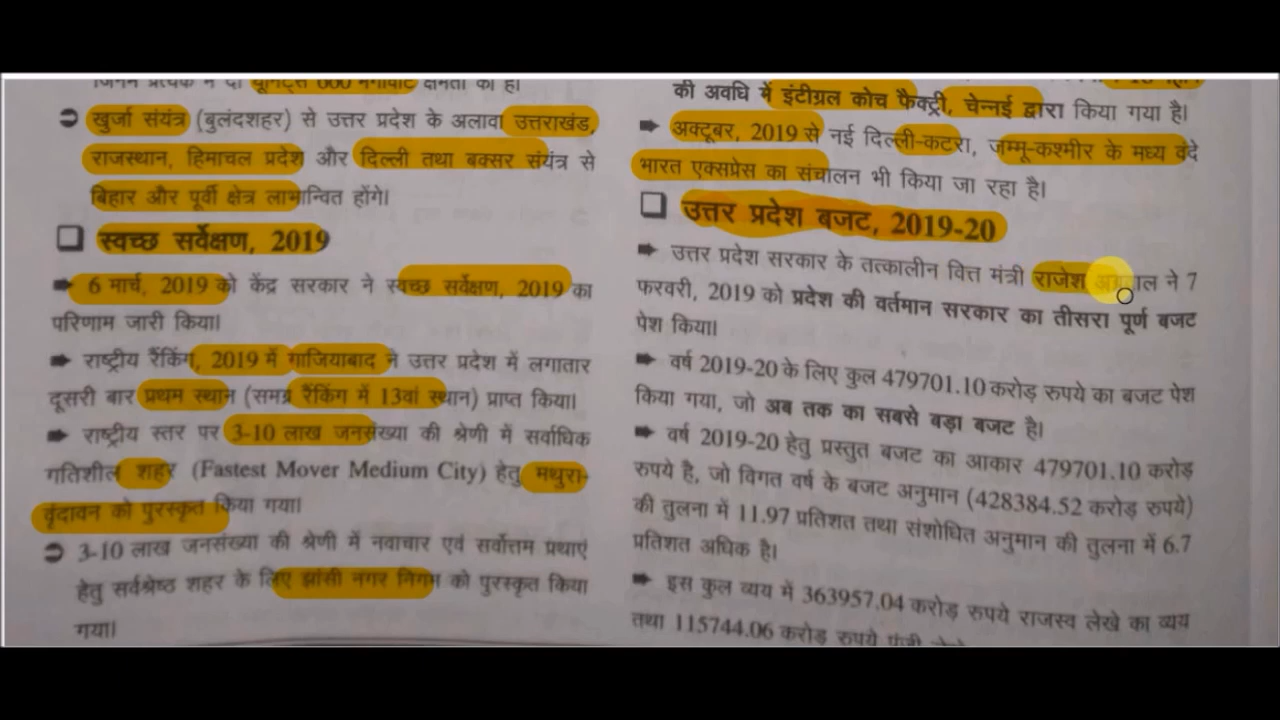 जिनमें प्रत्येक में दो यूनिट्स 660 मेगावाट क्षमता की हैं।
खुर्जा संयंत्र (बुलंदशहर) से उत्तर प्रदेश के अलावा उत्तराखंड,
राजस्थान, हिमाचल प्रदेश और दिल्ली तथा बक्सर संयंत्र से
बिहार और पूर्वी क्षेत्र लाभान्वित होंगे।
स्वच्छ सर्वेक्षण, 2019
6 मार्च, 2019 को केंद्र सरकार ने स्वच्छ सर्वेक्षण, 2019 का
परिणाम जारी किया।
राष्ट्रीय रैंकिंग, 2019 में गाजियाबाद ने उत्तर प्रदेश में लगातार
दूसरी बार प्रथम स्थान (समग्र रैंकिंग में 13वां स्थान) प्राप्त किया।
राष्ट्रीय स्तर पर 3-10 लाख जनसंख्या की श्रेणी में सर्वाधिक
गतिशील शहर (Fastest Mover Medium City) हेतु मथुरा-
वृंदावन को पुरस्कृत किया गया।
3-10 लाख जनसंख्या की श्रेणी में नवाचार एवं सर्वोत्तम प्रथाएं
हेतु सर्वश्रेष्ठ शहर के लिए झांसी नगर निगम को पुरस्कृत किया
गया।
की अवधि में इंटीग्रल कोच फैक्ट्री, चेन्नई द्वारा किया गया है।
अक्टूबर, 2019 से नई दिल्ली-कटरा, जम्मू-कश्मीर के मध्य वंदे
भारत एक्सप्रेस का संचालन भी किया जा रहा है।
उत्तर प्रदेश बजट, 2019-20
उत्तर प्रदेश सरकार के तत्कालीन वित्त मंत्री राजेश अग्रवाल ने 7
फरवरी, 2019 को प्रदेश की वर्तमान सरकार का तीसरा पूर्ण बजट
पेश किया।
वर्ष 2019-20 के लिए कुल 479701.10 करोड़ रुपये का बजट पेश
किया गया, जो अब तक का सबसे बड़ा बजट है।
वर्ष 2019-20 हेतु प्रस्तुत बजट का आकार 479701.10 करोड़
रुपये है, जो विगत वर्ष के बजट अनुमान (428384.52 करोड़ रुपये)
की तुलना में 11.97 प्रतिशत तथा संशोधित अनुमान की तुलना में 6.7
प्रतिशत अधिक है।
इस कुल व्यय में 363957.04 करोड़ रुपये राजस्व लेखे का व्यय
तथा 115744.06 करोड़ रुपये पूंजी लेखे